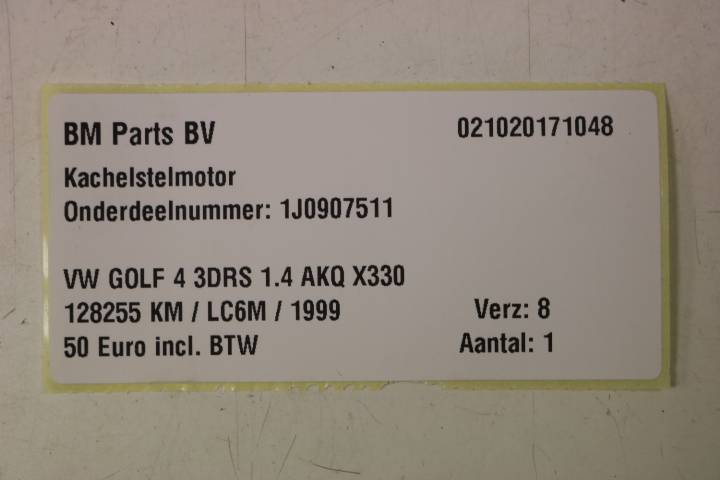 BM Parts BV 021020171048
Kachelstelmotor
Onderdeelnummer: 1J0907511
VW GOLF 4 3DRS 1.4 AKQ X330
128255 KM / LC6M / 1999 Verz: 8
50 Euro incl. BTW Aantal: 1